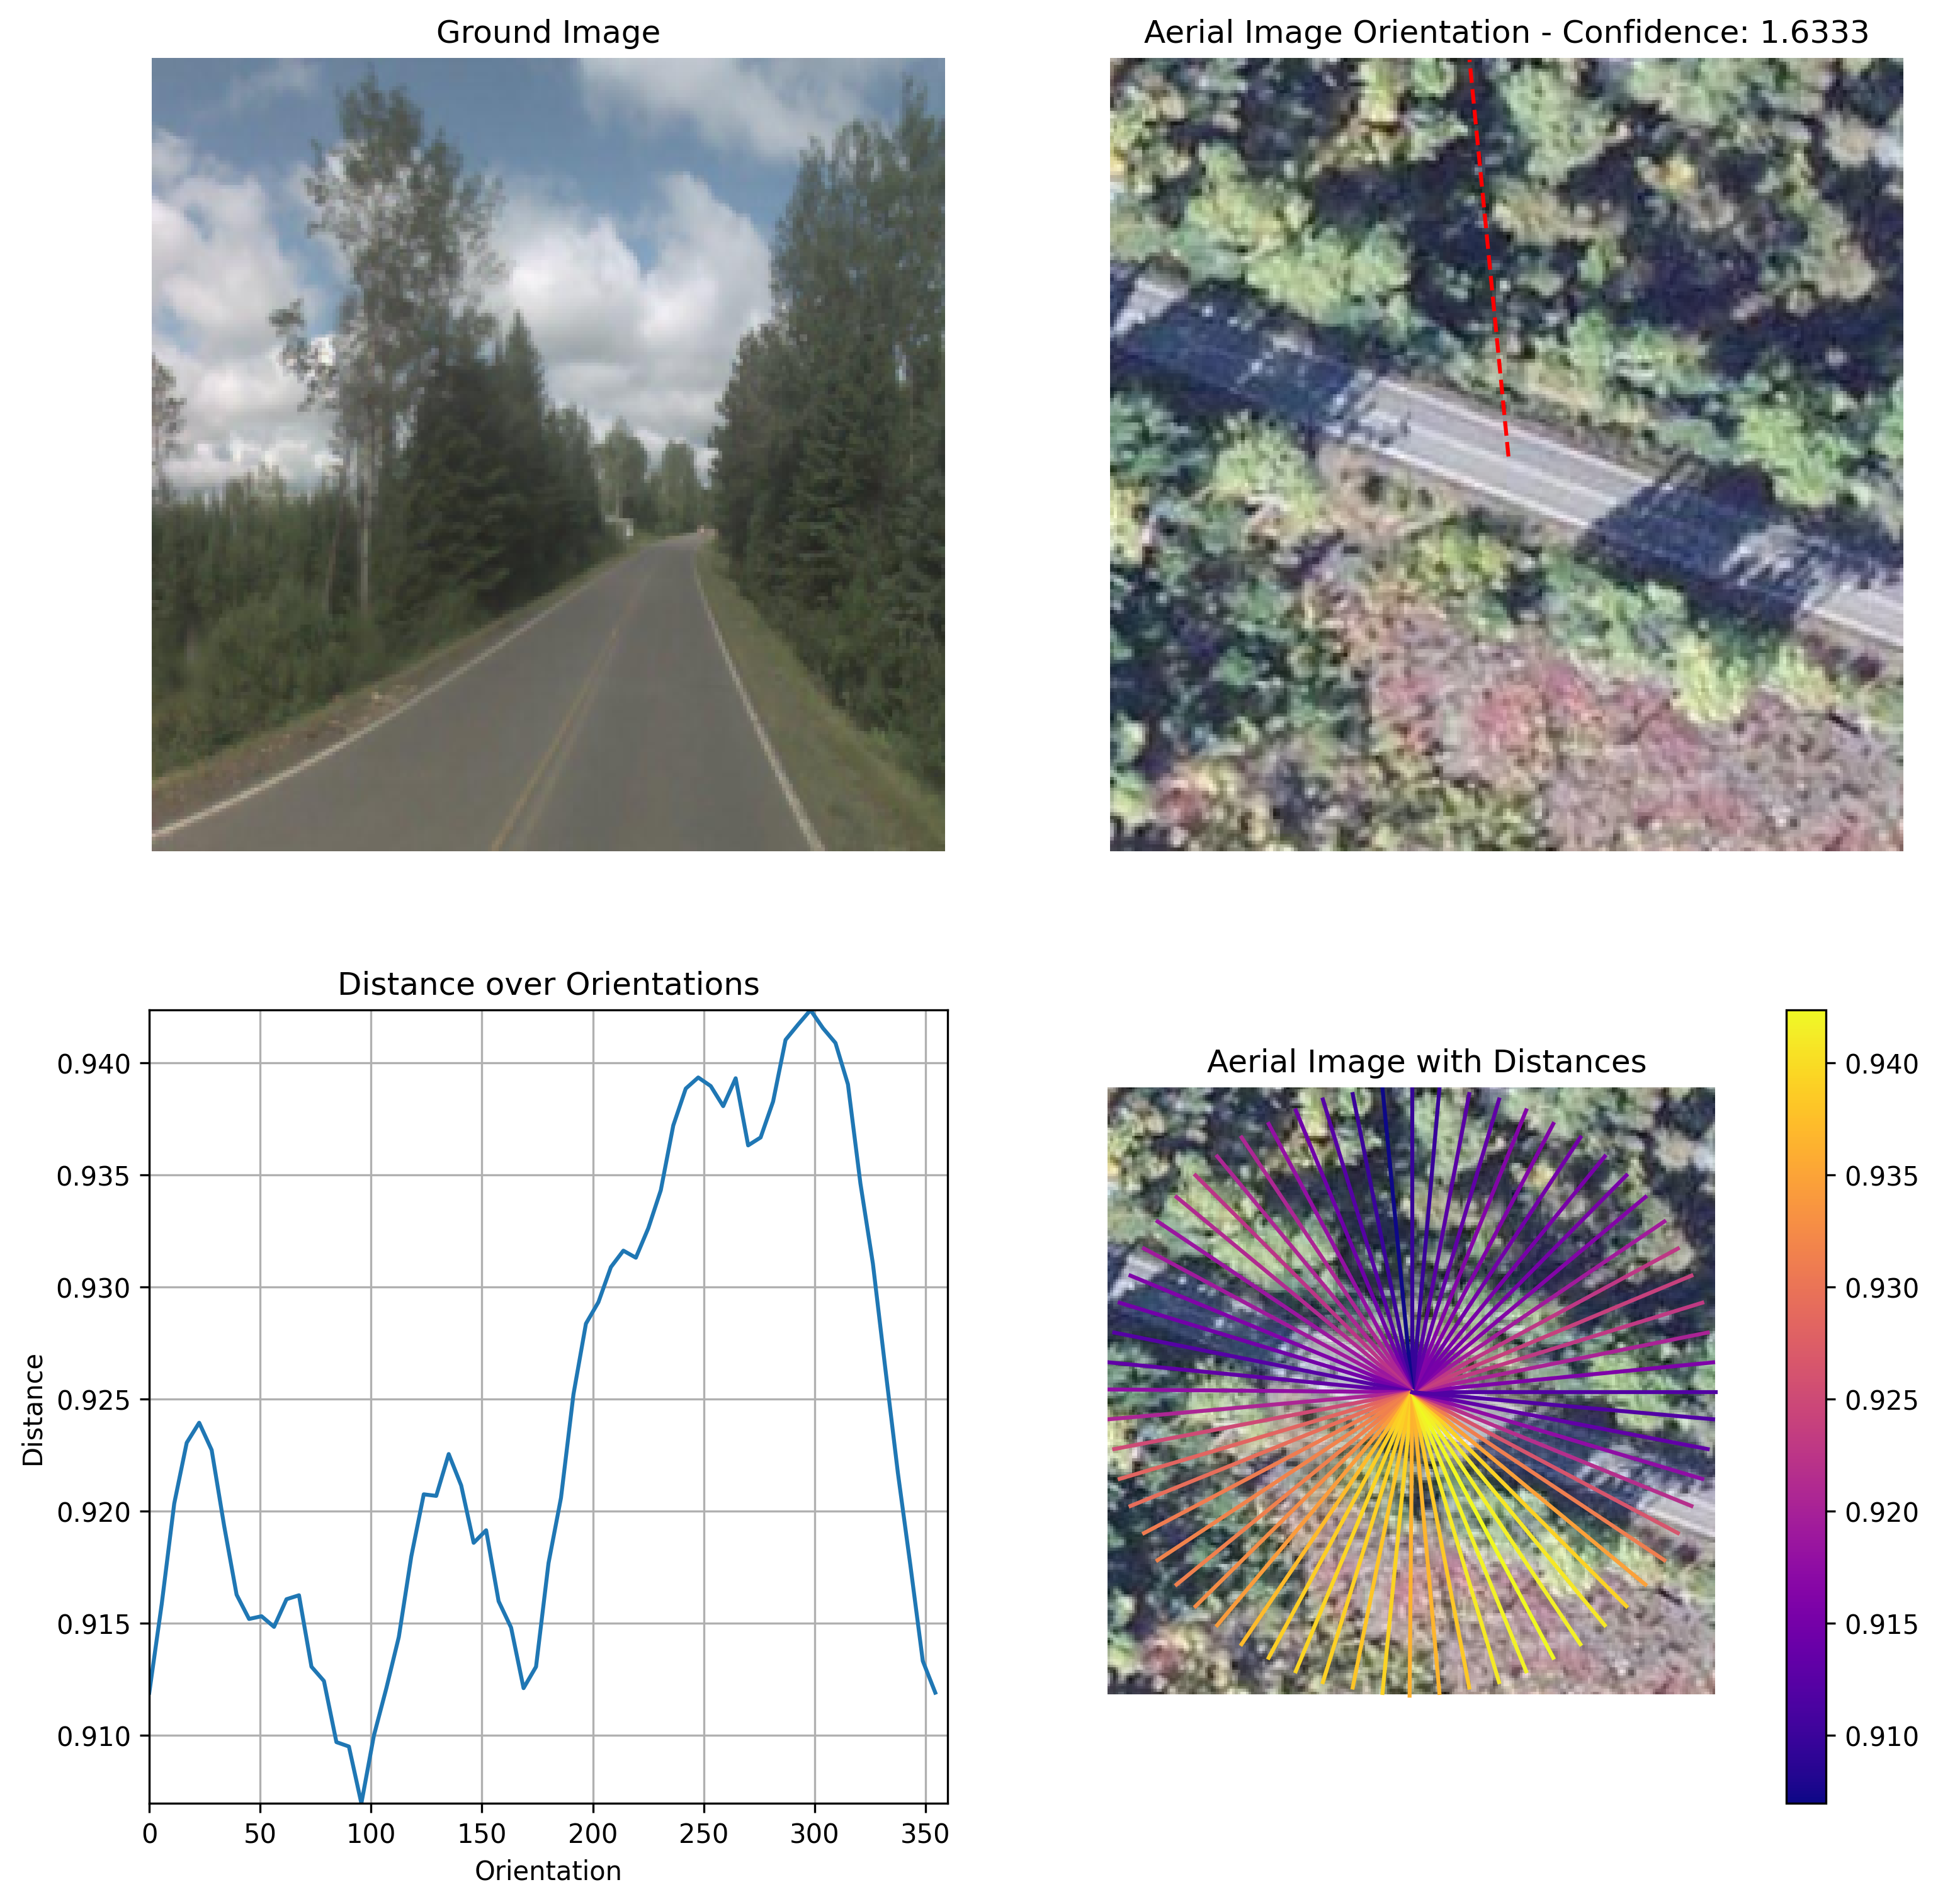 Ground Image
Aerial Image Orientation - Confidence: 1.6333
Distance over Orientations
0.940
0.935
0.930
0.925
0.920
0.915
0.910
Distance
0 50 100 150 200 250 300 350
Orientation
Aerial Image with Distances
0.940
0.935
0.930
0.925
0.920
0.915
0.910